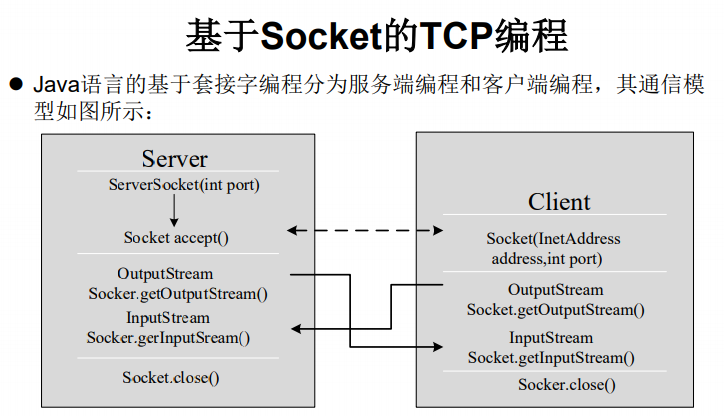 基于Socket的TCP编程
● Java语言的基于套接字编程分为服务端编程和客户端编程，其通信模
型如图所示：
Server
ServerSocket(int port)
Socket accept()
OutputStream
Socker.getOutputStream()
InputStream
Socker.gerInputSream()
Socket.close()
Client
Socket(InetAddress
address,int port)
OutputStream
Socket.getOutputStream()
InputStream
Socket.getInputStream()
Socker.close()